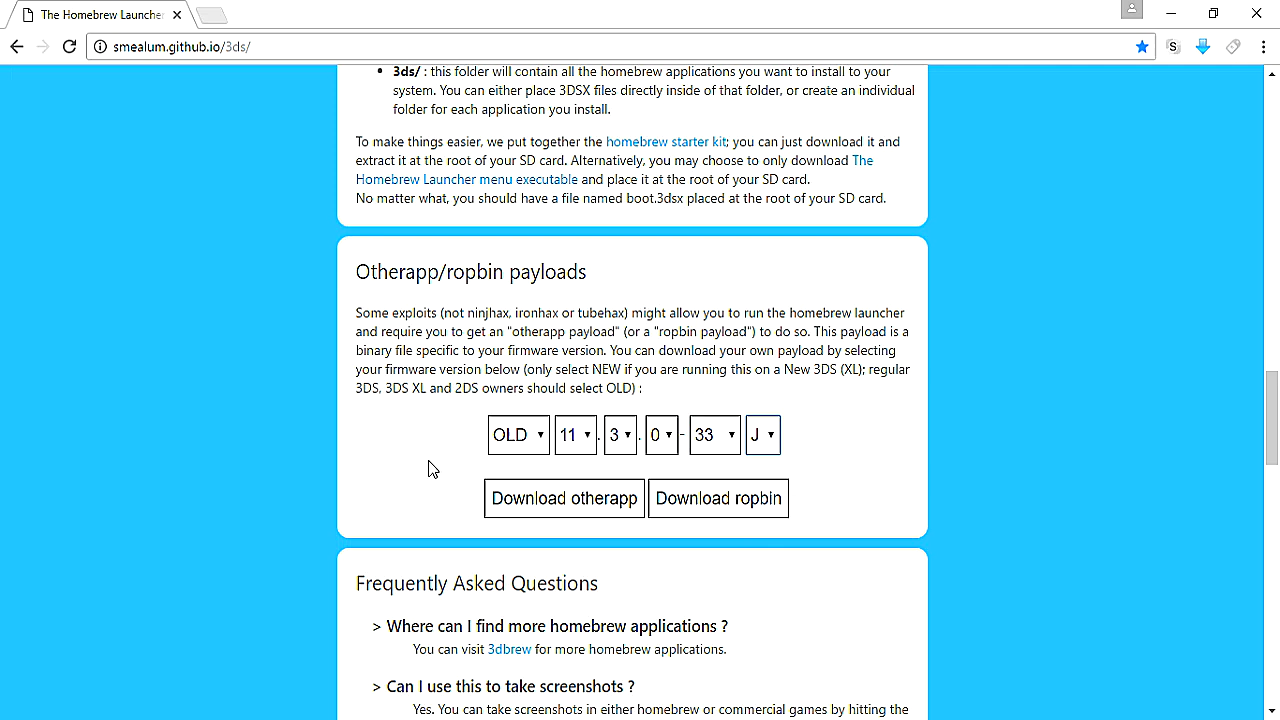 The Homebrew Launcher
smealum.github.io/3ds/
S
• 3ds/ : this folder will contain all the homebrew applications you want to install to your
system. You can either place 3DSX files directly inside of that folder, or create an individual
folder for each application you install.
To make things easier, we put together the homebrew starter kit; you can just download it and
extract it at the root of your SD card. Alternatively, you may choose to only download The
Homebrew Launcher menu executable and place it at the root of your SD card.
No matter what, you should have a file named boot.3dsx placed at the root of your SD card.
Otherapp/ropbin payloads
Some exploits (not ninjhax, ironhax or tubehax) might allow you to run the homebrew launcher
and require you to get an "otherapp payload" (or a "ropbin payload") to do so. This payload is a
binary file specific to your firmware version. You can download your own payload by selecting
your firmware version below (only select NEW if you are running this on a New 3DS (XL); regular
3DS, 3DS XL and 2DS owners should select OLD) :
OLD 11 . 3 . 0 - 33 J
Download otherapp Download ropbin
Frequently Asked Questions
> Where can I find more homebrew applications ?
You can visit 3dbrew for more homebrew applications.
> Can I use this to take screenshots ?
Yes. You can take screenshots in either homebrew or commercial games by hitting the